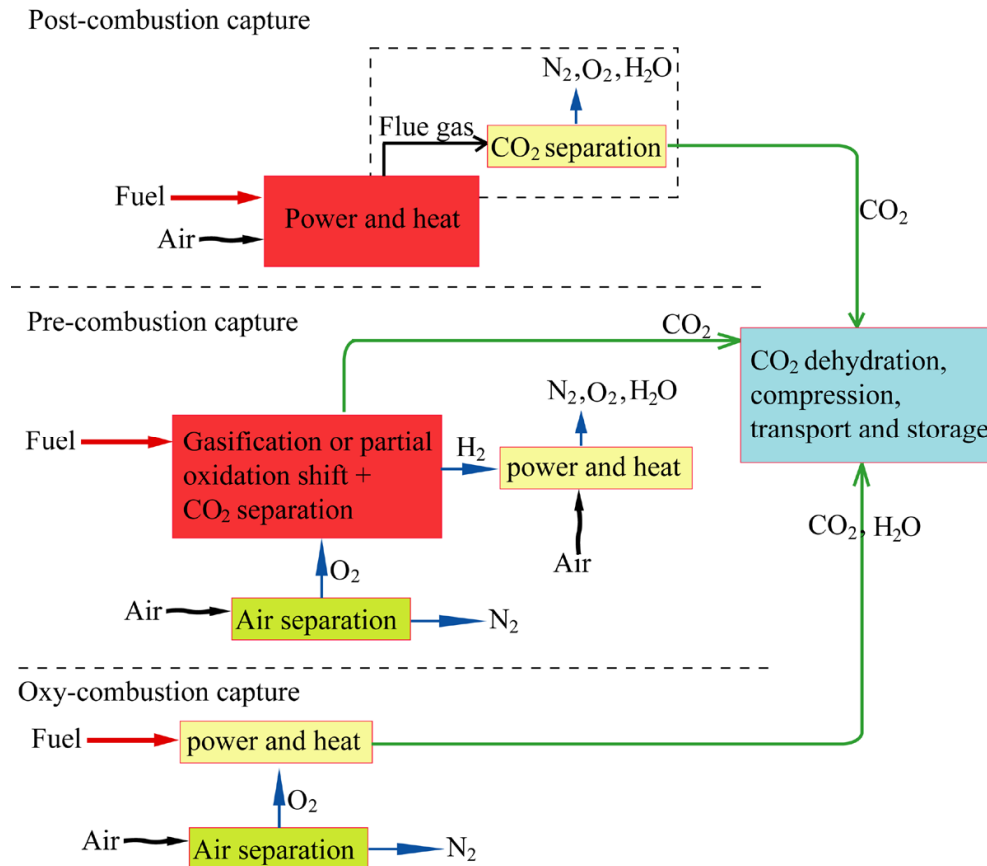 Post-combustion capture
N₂,O₂,H₂O
Flue gas
CO₂ separation
Fuel
Power and heat
Air
CO₂
Pre-combustion capture
CO₂
CO₂ dehydration,
compression,
transport and storage
N₂,O₂,H₂O
Fuel
Gasification or partial
oxidation shift +
CO₂ separation
H₂
power and heat
Air
O₂
Air
Air separation
N₂
CO₂, H₂O
Oxy-combustion capture
Fuel
power and heat
O₂
Air
Air separation
N₂